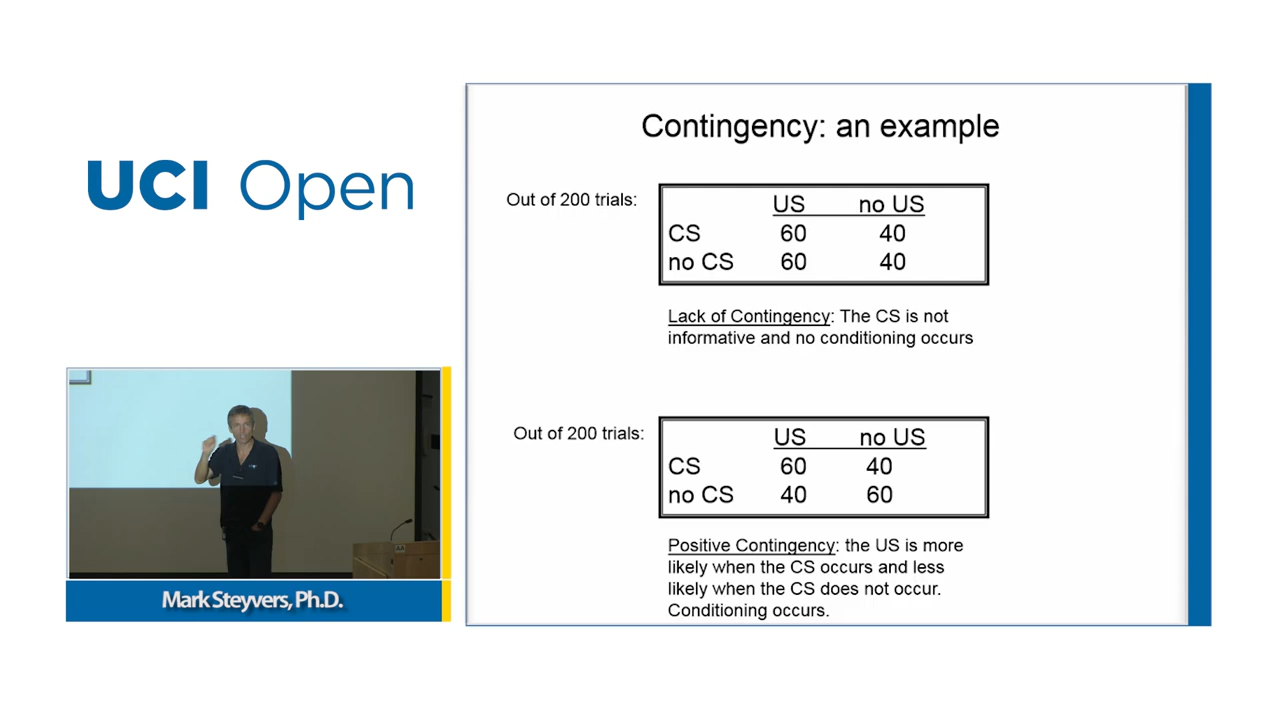 UCI Open
Mark Steyvers, Ph.D.
Contingency: an example
Out of 200 trials:
US no US
CS 60 40
no CS 60 40
Lack of Contingency: The CS is not
informative and no conditioning occurs
Out of 200 trials:
US no US
CS 60 40
no CS 40 60
Positive Contingency: the US is more
likely when the CS occurs and less
likely when the CS does not occur.
Conditioning occurs.